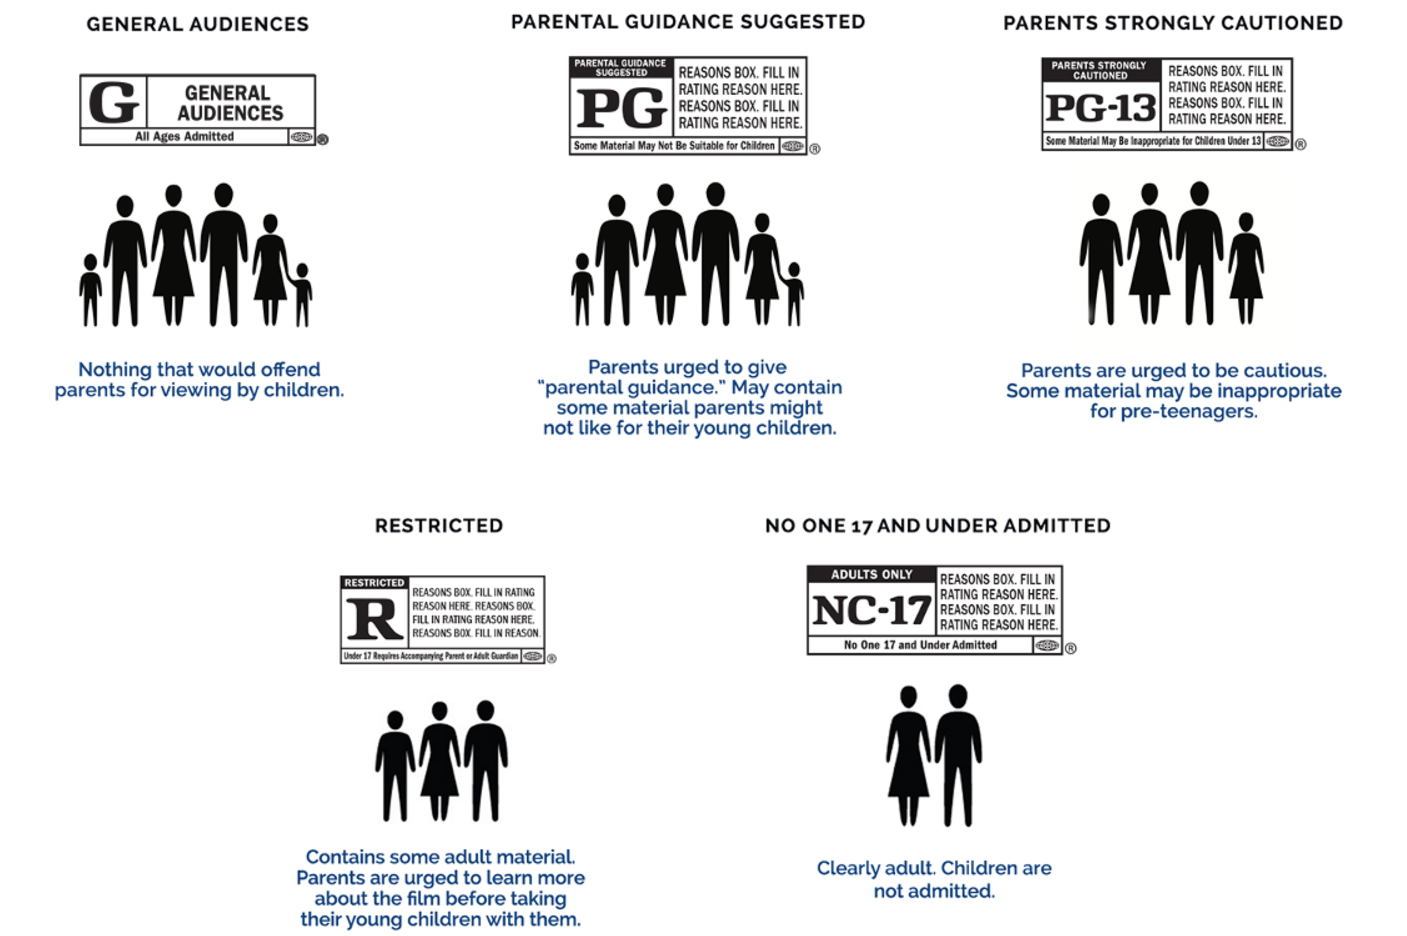 GENERAL AUDIENCES
G
GENERAL
AUDIENCES
All Ages Admitted
®
Nothing that would offend
parents for viewing by children.
PARENTAL GUIDANCE SUGGESTED
PARENTAL GUIDANCE
SUGGESTED
PG
REASONS BOX. FILL IN
RATING REASON HERE.
REASONS BOX. FILL IN
RATING REASON HERE.
Some Material May Not Be Suitable for Children
®
Parents urged to give
“parental guidance.” May contain
some material parents might
not like for their young children.
PARENTS STRONGLY CAUTIONED
PARENTS STRONGLY
CAUTIONED
PG-13
REASONS BOX. FILL IN
RATING REASON HERE.
REASONS BOX. FILL IN
RATING REASON HERE.
Some Material May Be Inappropriate for Children Under 13
®
Parents are urged to be cautious.
Some material may be inappropriate
for pre-teenagers.
RESTRICTED
RESTRICTED
R
REASONS BOX. FILL IN RATING
REASON HERE. REASONS BOX.
FILL IN RATING REASON HERE.
REASONS BOX. FILL IN REASON.
Under 17 Requires Accompanying Parent or Adult Guardian
®
Contains some adult material.
Parents are urged to learn more
about the film before taking
their young children with them.
NO ONE 17 AND UNDER ADMITTED
ADULTS ONLY
NC-17
REASONS BOX. FILL IN
RATING REASON HERE.
REASONS BOX. FILL IN
RATING REASON HERE.
No One 17 and Under Admitted
®
Clearly adult. Children are
not admitted.